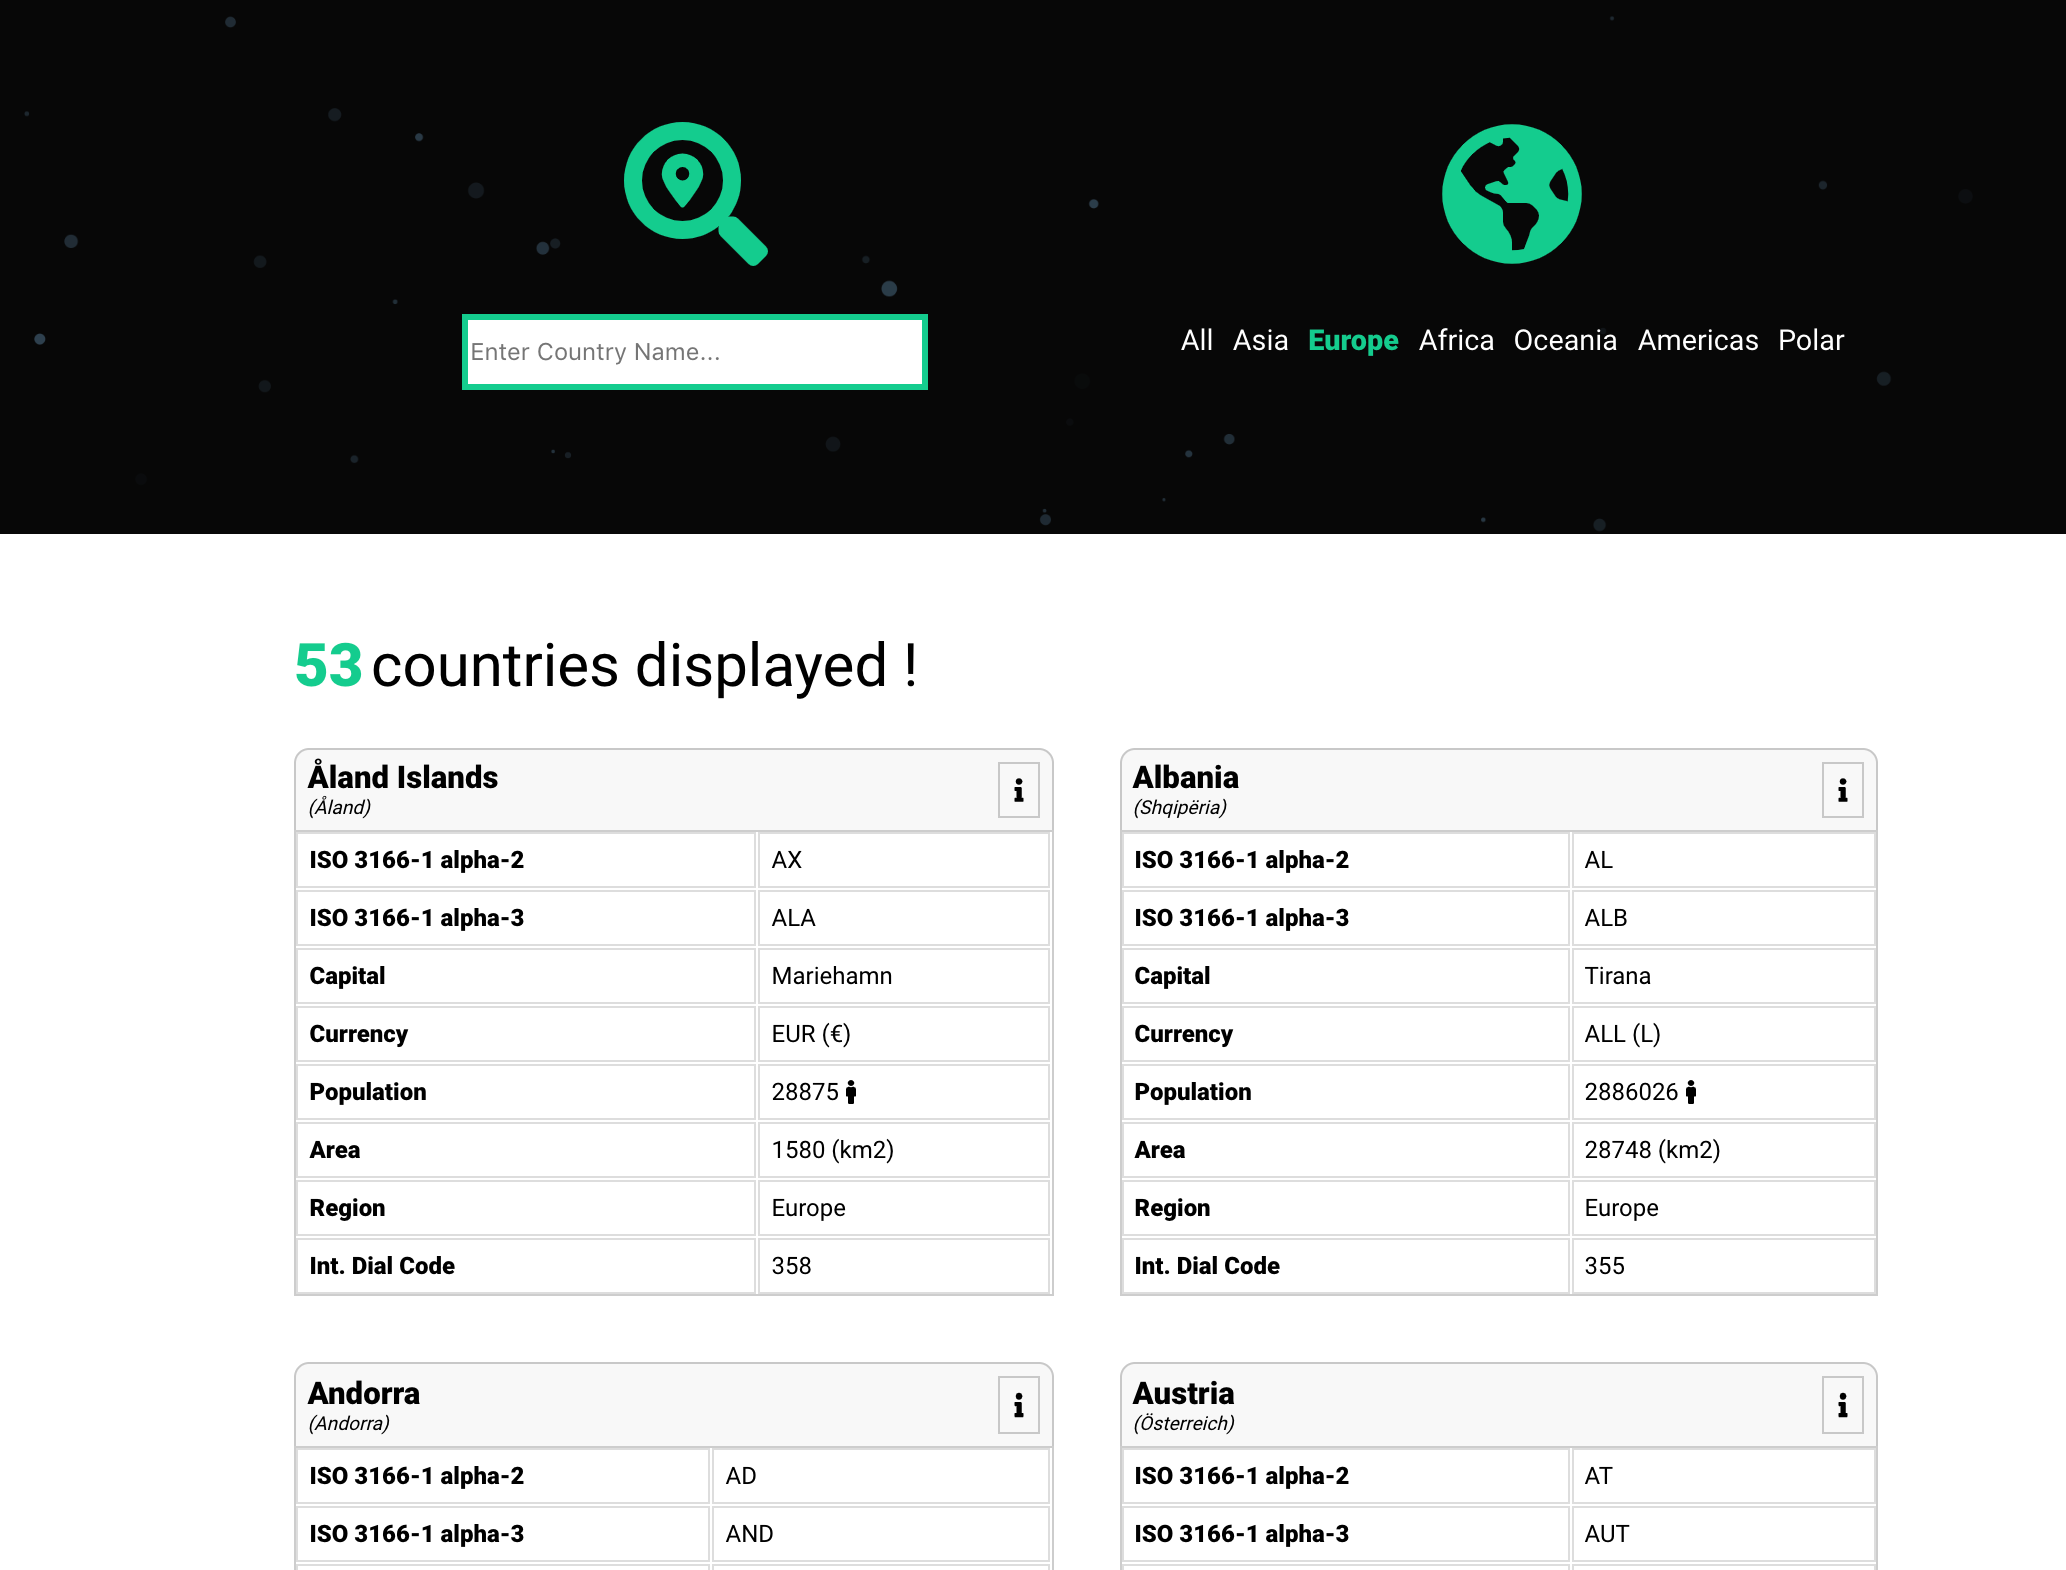 Enter Country Name...
All Asia Europe Africa Oceania Americas Polar
53 countries displayed !
Åland Islands
(Åland)
ISO 3166-1 alpha-2 AX
ISO 3166-1 alpha-3 ALA
Capital Mariehamn
Currency EUR (€)
Population 28875
Area 1580 (km2)
Region Europe
Int. Dial Code 358
Albania
(Shqipëria)
ISO 3166-1 alpha-2 AL
ISO 3166-1 alpha-3 ALB
Capital Tirana
Currency ALL (L)
Population 2886026
Area 28748 (km2)
Region Europe
Int. Dial Code 355
Andorra
(Andorra)
ISO 3166-1 alpha-2 AD
ISO 3166-1 alpha-3 AND
Austria
(Österreich)
ISO 3166-1 alpha-2 AT
ISO 3166-1 alpha-3 AUT